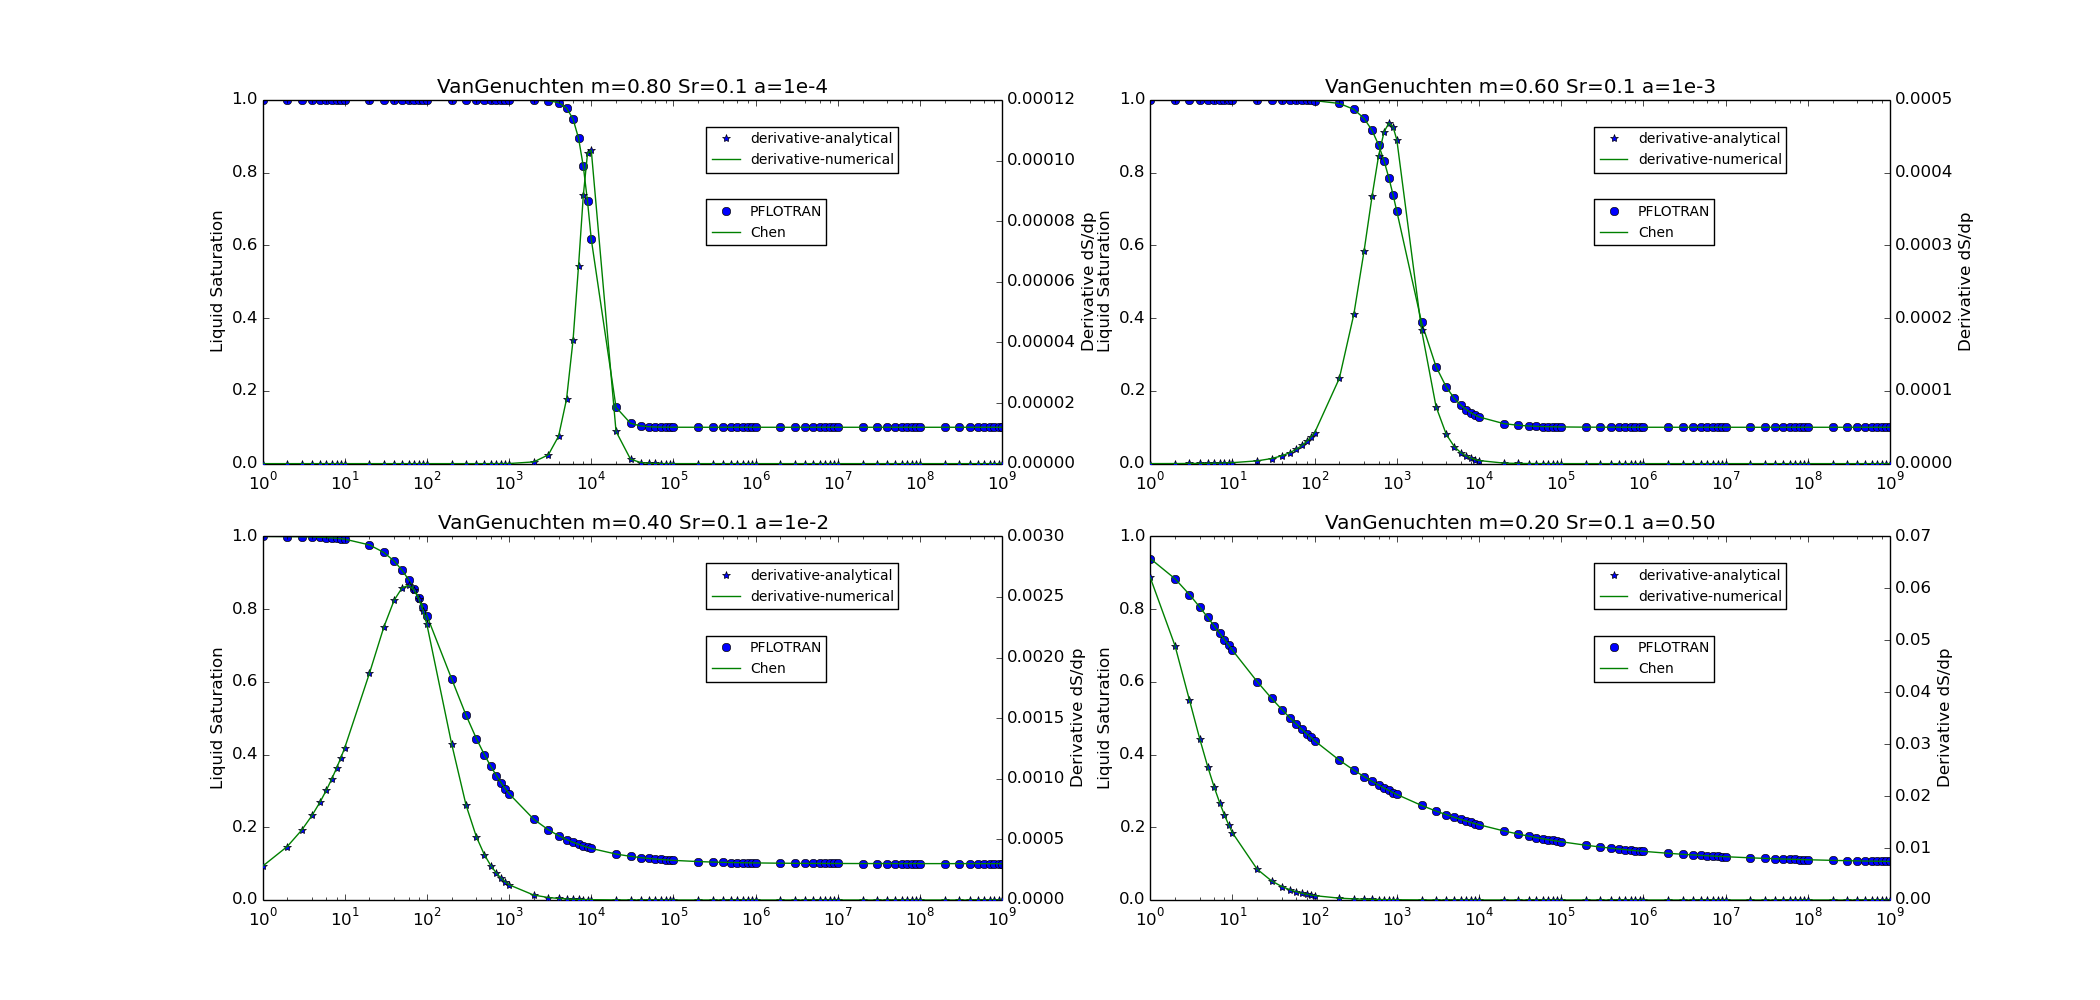 VanGenuchten m=0.80 Sr=0.1 a=1e-4
1.0
0.8
0.6
0.4
0.2
0.0
Liquid Saturation
derivative-analytical
derivative-numerical
PFLOTRAN
Chen
0.00012
0.00010
0.00008
0.00006
0.00004
0.00002
0.00000
Derivative dS/dp
10^0 10^1 10^2 10^3 10^4 10^5 10^6 10^7 10^8 10^9
VanGenuchten m=0.60 Sr=0.1 a=1e-3
1.0
0.8
0.6
0.4
0.2
0.0
Liquid Saturation
derivative-analytical
derivative-numerical
PFLOTRAN
Chen
0.0005
0.0004
0.0003
0.0002
0.0001
0.0000
Derivative dS/dp
10^0 10^1 10^2 10^3 10^4 10^5 10^6 10^7 10^8 10^9
VanGenuchten m=0.40 Sr=0.1 a=1e-2
1.0
0.8
0.6
0.4
0.2
0.0
Liquid Saturation
derivative-analytical
derivative-numerical
PFLOTRAN
Chen
0.0030
0.0025
0.0020
0.0015
0.0010
0.0005
0.0000
Derivative dS/dp
10^0 10^1 10^2 10^3 10^4 10^5 10^6 10^7 10^8 10^9
VanGenuchten m=0.20 Sr=0.1 a=0.50
1.0
0.8
0.6
0.4
0.2
0.0
Liquid Saturation
derivative-analytical
derivative-numerical
PFLOTRAN
Chen
0.07
0.06
0.05
0.04
0.03
0.02
0.01
0.00
Derivative dS/dp
10^0 10^1 10^2 10^3 10^4 10^5 10^6 10^7 10^8 10^9